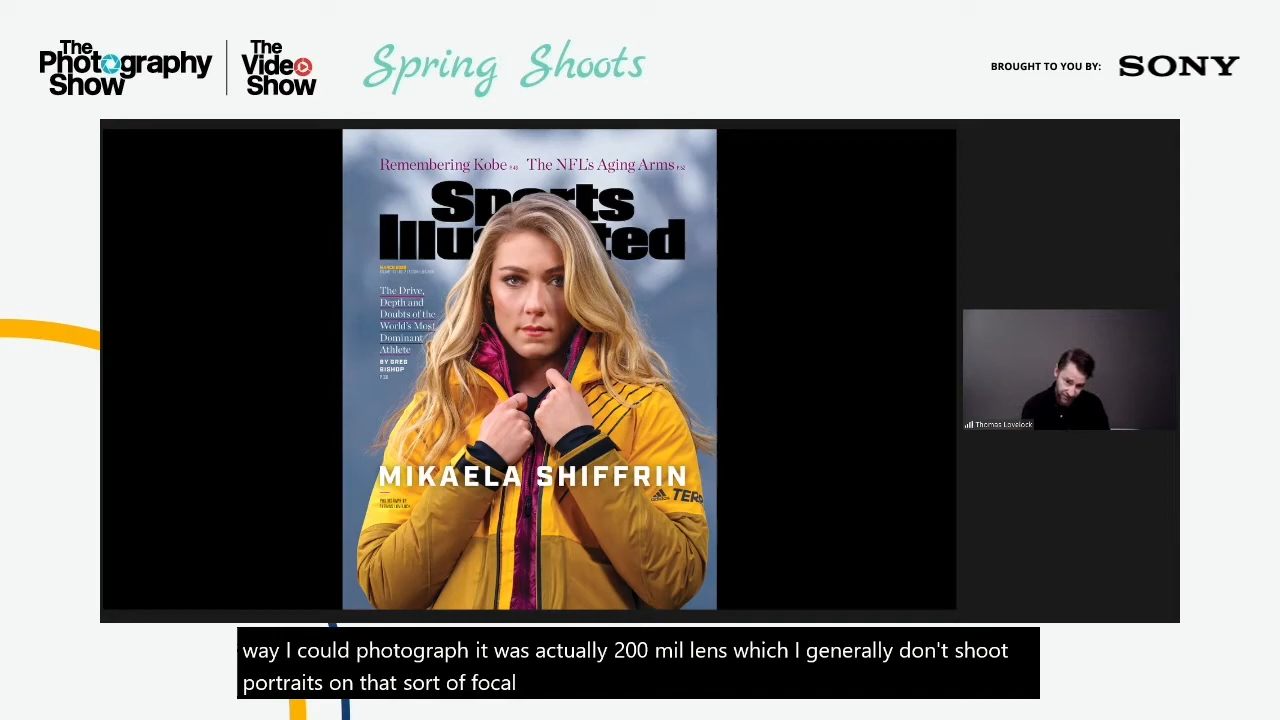 The
Photography
Show
The
Video
Show
Spring Shoots
BROUGHT TO YOU BY: SONY
Remembering Kobe The NFL's Aging Arms
Sports
Illustrated
The Drive,
Depth and
Doubts of the
World's Most
Dominant
Athlete
BY GREG
BISHOP
MIKAELA SHIFFRIN
adidas TERR
Thomas Lovelock
way I could photograph it was actually 200 mil lens which I generally don't shoot
portraits on that sort of focal